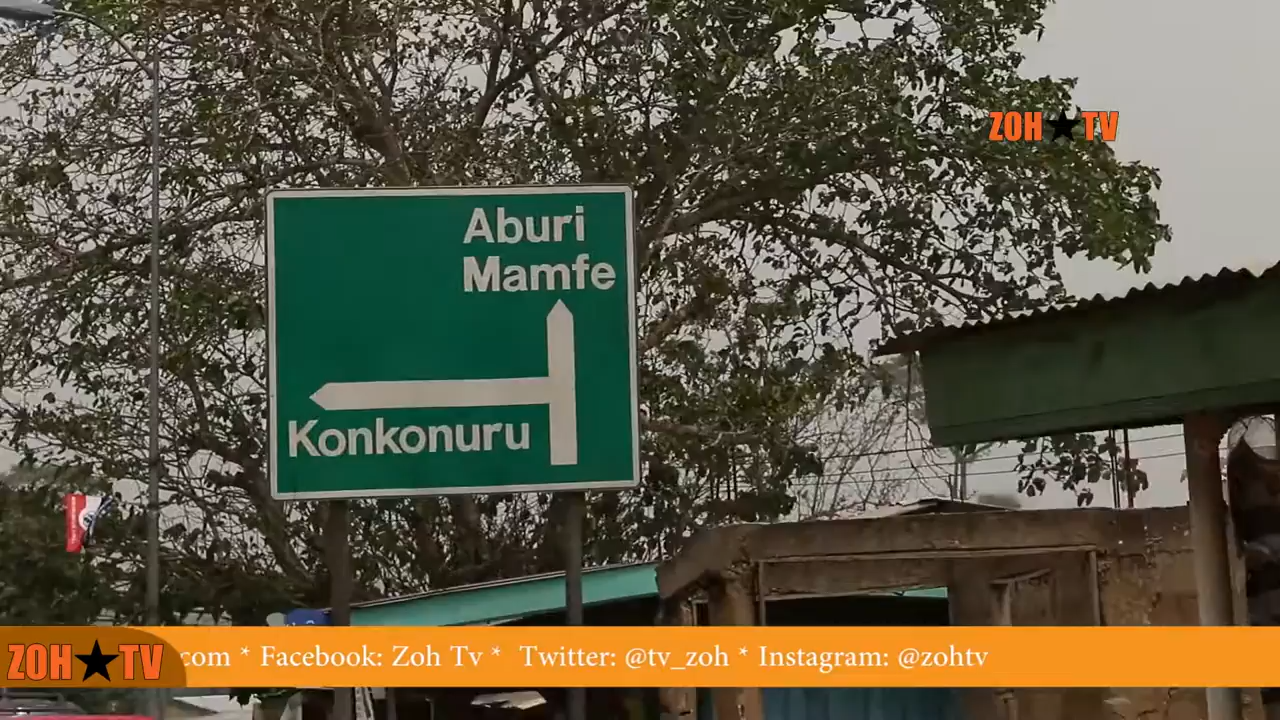 ZOH TV
Aburi
Mamfe
Konkonuru
ZOH TV
com * Facebook: Zoh Tv * Twitter: @tv_zoh * Instagram: @zohtv